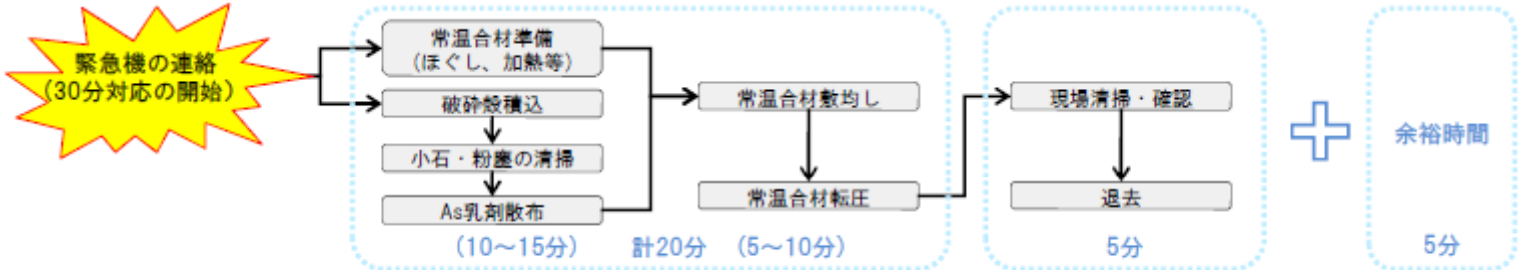 緊急機の連絡
(30分対応の開始)
常温合材準備
(ほぐし、加熱等)
破砕殻積込
小石・粉塵の清掃
As乳剤散布
(10～15分)
計20分
常温合材敷均し
常温合材転圧
(5～10分)
現場清掃・確認
退去
5分
余裕時間
5分